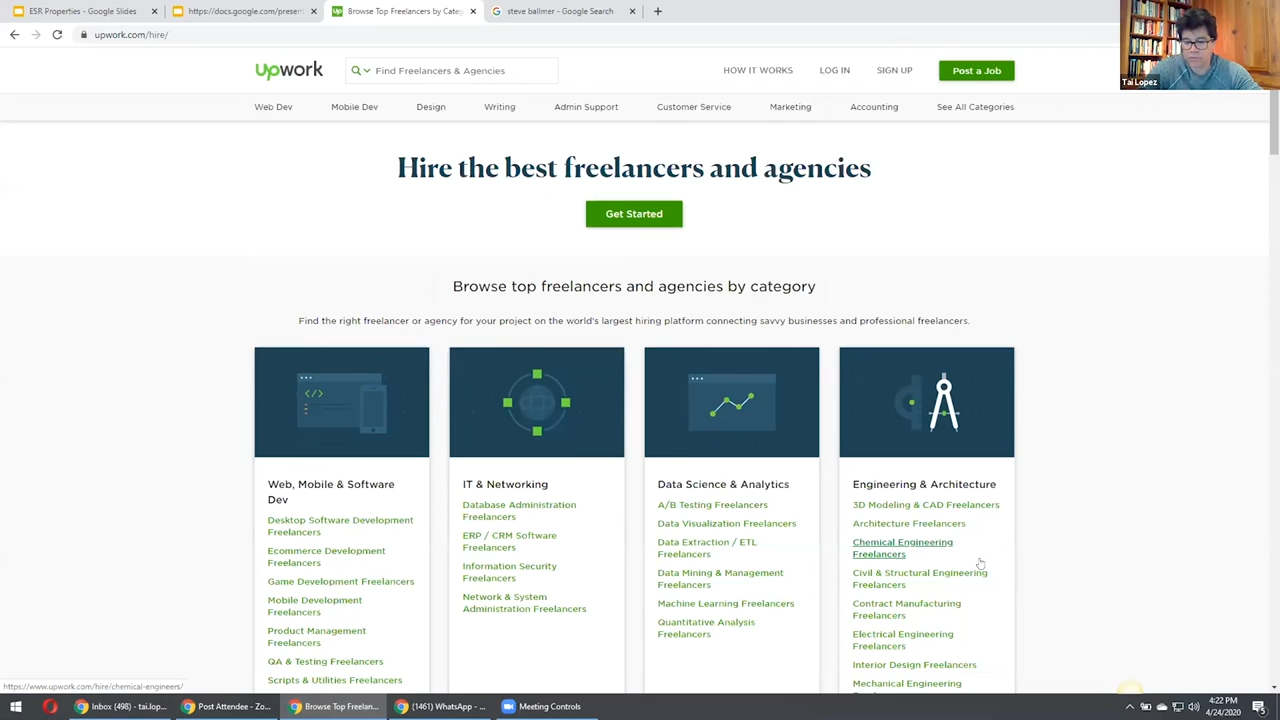 ESR Properties - Google Slides
https://docs.google.com/present
Browse Top Freelancers by Categ
steve ballmer - Google Search
upwork.com/hire/
Tai Lopez
upwork
Find Freelancers & Agencies
HOW IT WORKS
LOG IN
SIGN UP
Post a Job
Web Dev
Mobile Dev
Design
Writing
Admin Support
Customer Service
Marketing
Accounting
See All Categories
Hire the best freelancers and agencies
Get Started
Browse top freelancers and agencies by category
Find the right freelancer or agency for your project on the world's largest hiring platform connecting savvy businesses and professional freelancers.
Web, Mobile & Software
Dev
Desktop Software Development
Freelancers
Ecommerce Development
Freelancers
Game Development Freelancers
Mobile Development
Freelancers
Product Management
Freelancers
QA & Testing Freelancers
Scripts & Utilities Freelancers
IT & Networking
Database Administration
Freelancers
ERP / CRM Software
Freelancers
Information Security
Freelancers
Network & System
Administration Freelancers
Data Science & Analytics
A/B Testing Freelancers
Data Visualization Freelancers
Data Extraction / ETL
Freelancers
Data Mining & Management
Freelancers
Machine Learning Freelancers
Quantitative Analysis
Freelancers
Engineering & Architecture
3D Modeling & CAD Freelancers
Architecture Freelancers
Chemical Engineering
Freelancers
Civil & Structural Engineering
Freelancers
Contract Manufacturing
Freelancers
Electrical Engineering
Freelancers
Interior Design Freelancers
Mechanical Engineering
https://www.upwork.com/hire/chemical-engineers/
Inbox (498) - tai.lop...
Post Attendee - Zo...
Browse Top Freelan...
(1461) WhatsApp - ...
Meeting Controls
4:22 PM
4/24/2020
5